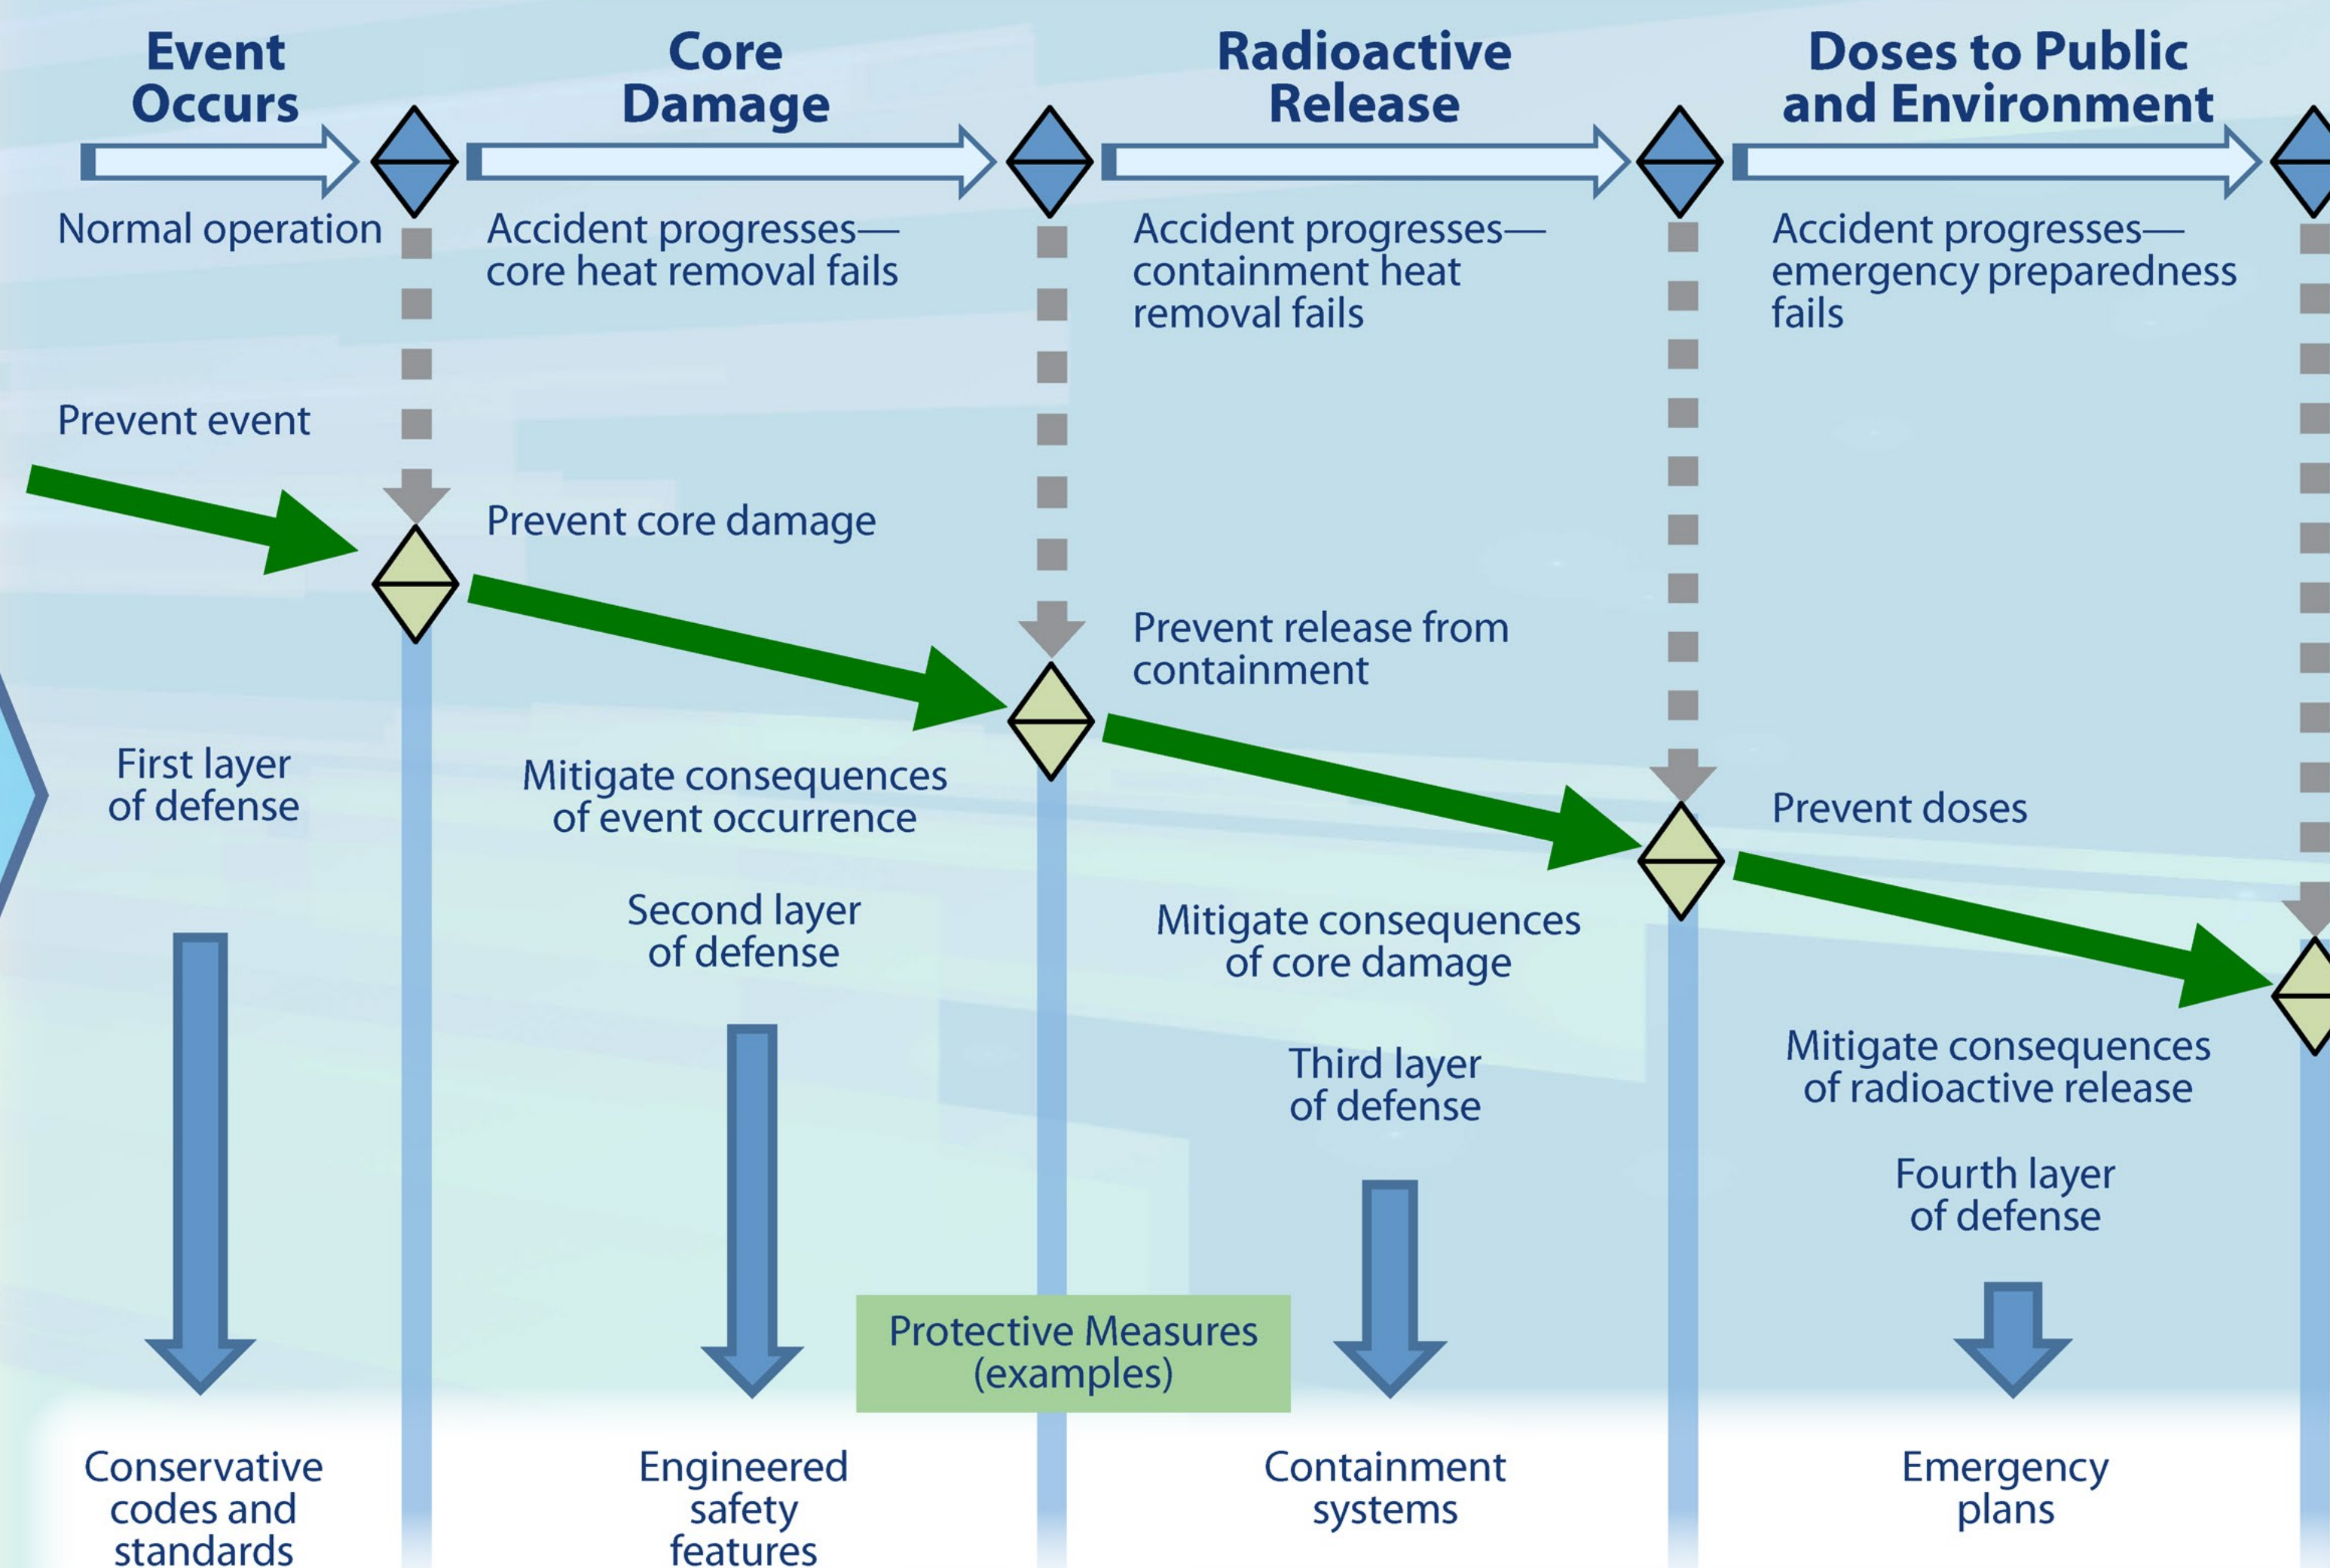 Event
Occurs
Core
Damage
Radioactive
Release
Doses to Public
and Environment
Normal operation
Accident progresses—
core heat removal fails
Accident progresses—
containment heat
removal fails
Accident progresses—
emergency preparedness
fails
Prevent event
Prevent core damage
Prevent release from
containment
Prevent doses
First layer
of defense
Mitigate consequences
of event occurrence
Second layer
of defense
Mitigate consequences
of core damage
Third layer
of defense
Mitigate consequences
of radioactive release
Fourth layer
of defense
Protective Measures
(examples)
Conservative
codes and
standards
Engineered
safety
features
Containment
systems
Emergency
plans